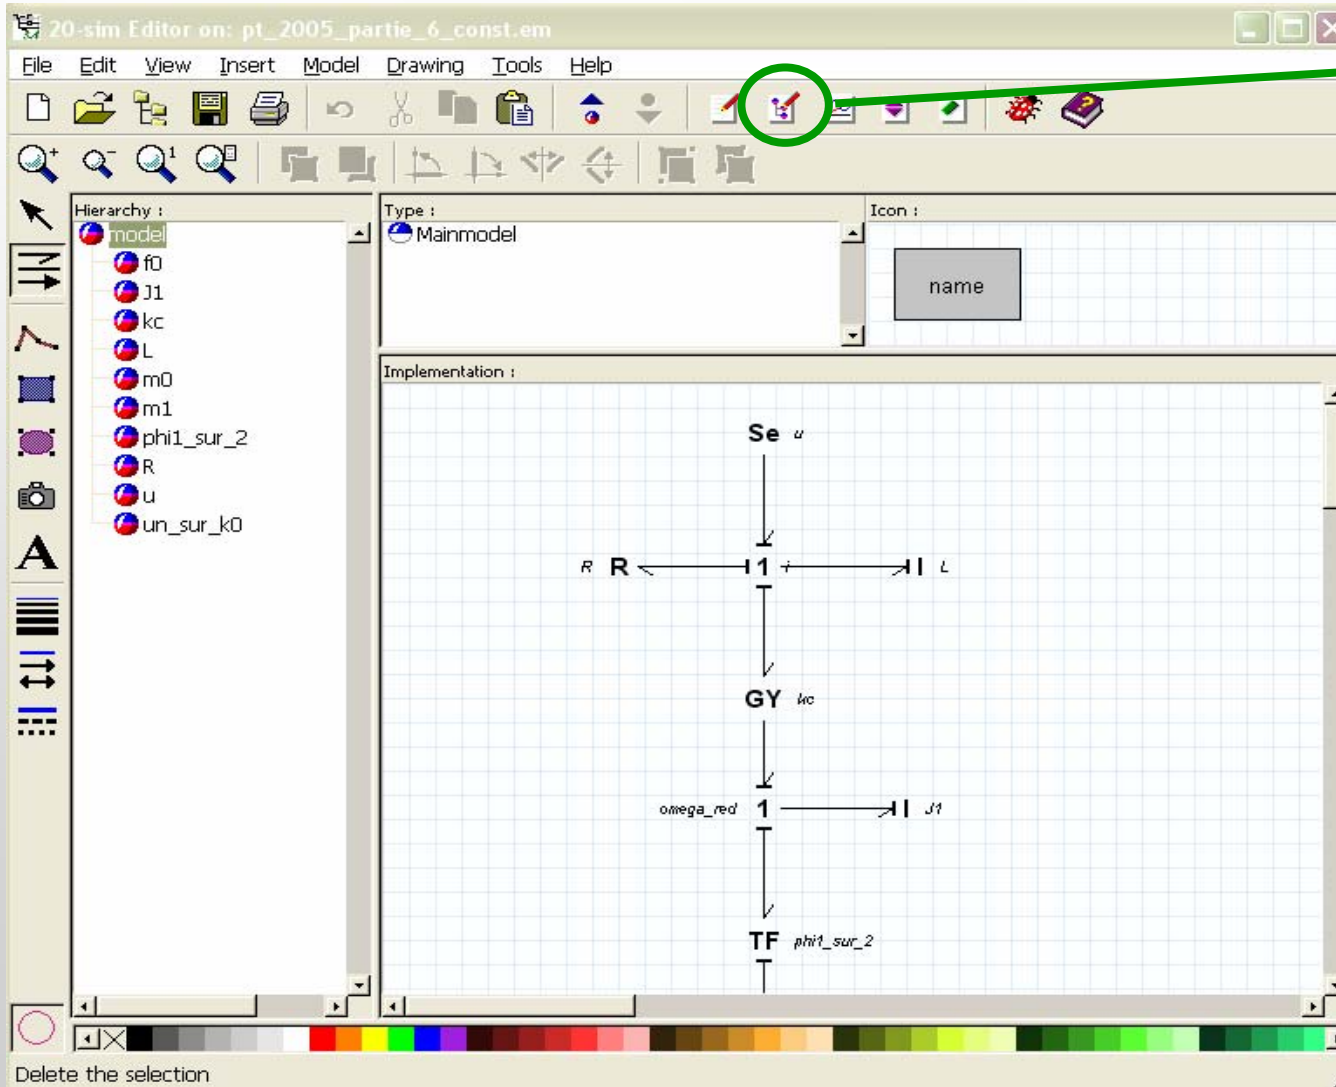 20-sim Editor on: pt_2005_partie_6_const.em
File Edit View Insert Model Drawing Tools Help
Hierarchy :
model
f0
J1
kc
L
m0
m1
phi1_sur_2
R
u
un_sur_k0
Type :
Mainmodel
Icon :
name
Implementation :
Se u
R R 1 i I L
GY kc
omega_red 1 I J1
TF phi1_sur_2
A
Delete the selection